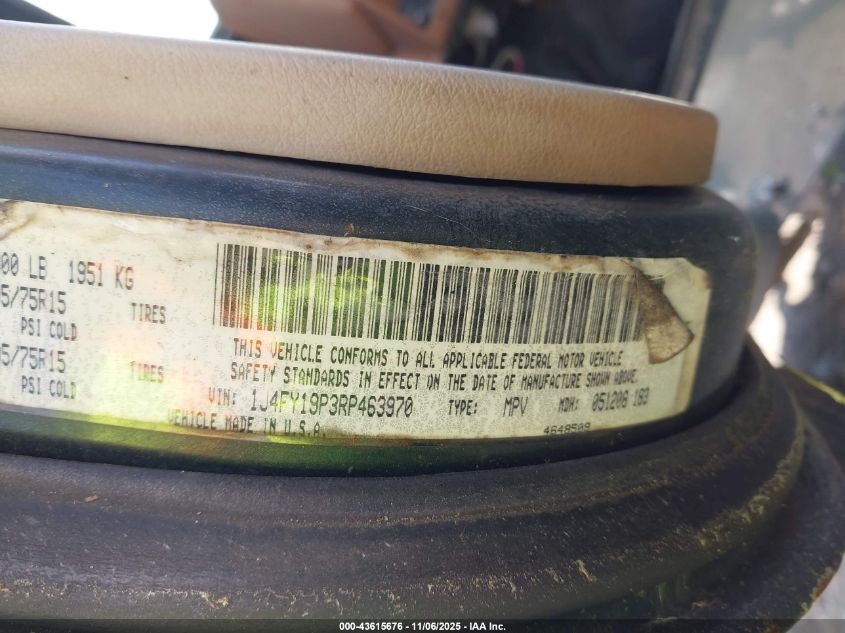 00 LB 1951 KG
5/75R15 TIRES
PSI COLD
5/75R15 TIRES
PSI COLD
THIS VEHICLE CONFORMS TO ALL APPLICABLE FEDERAL MOTOR VEHICLE
SAFETY STANDARDS IN EFFECT ON THE DATE OF MANUFACTURE SHOWN ABOVE.
VIN: 1J4FY19P3RP463970 TYPE: MPV MDH: 051208 183
VEHICLE MADE IN U.S.A. 4648509
000-43615676 - 11/06/2025 - IAA Inc.